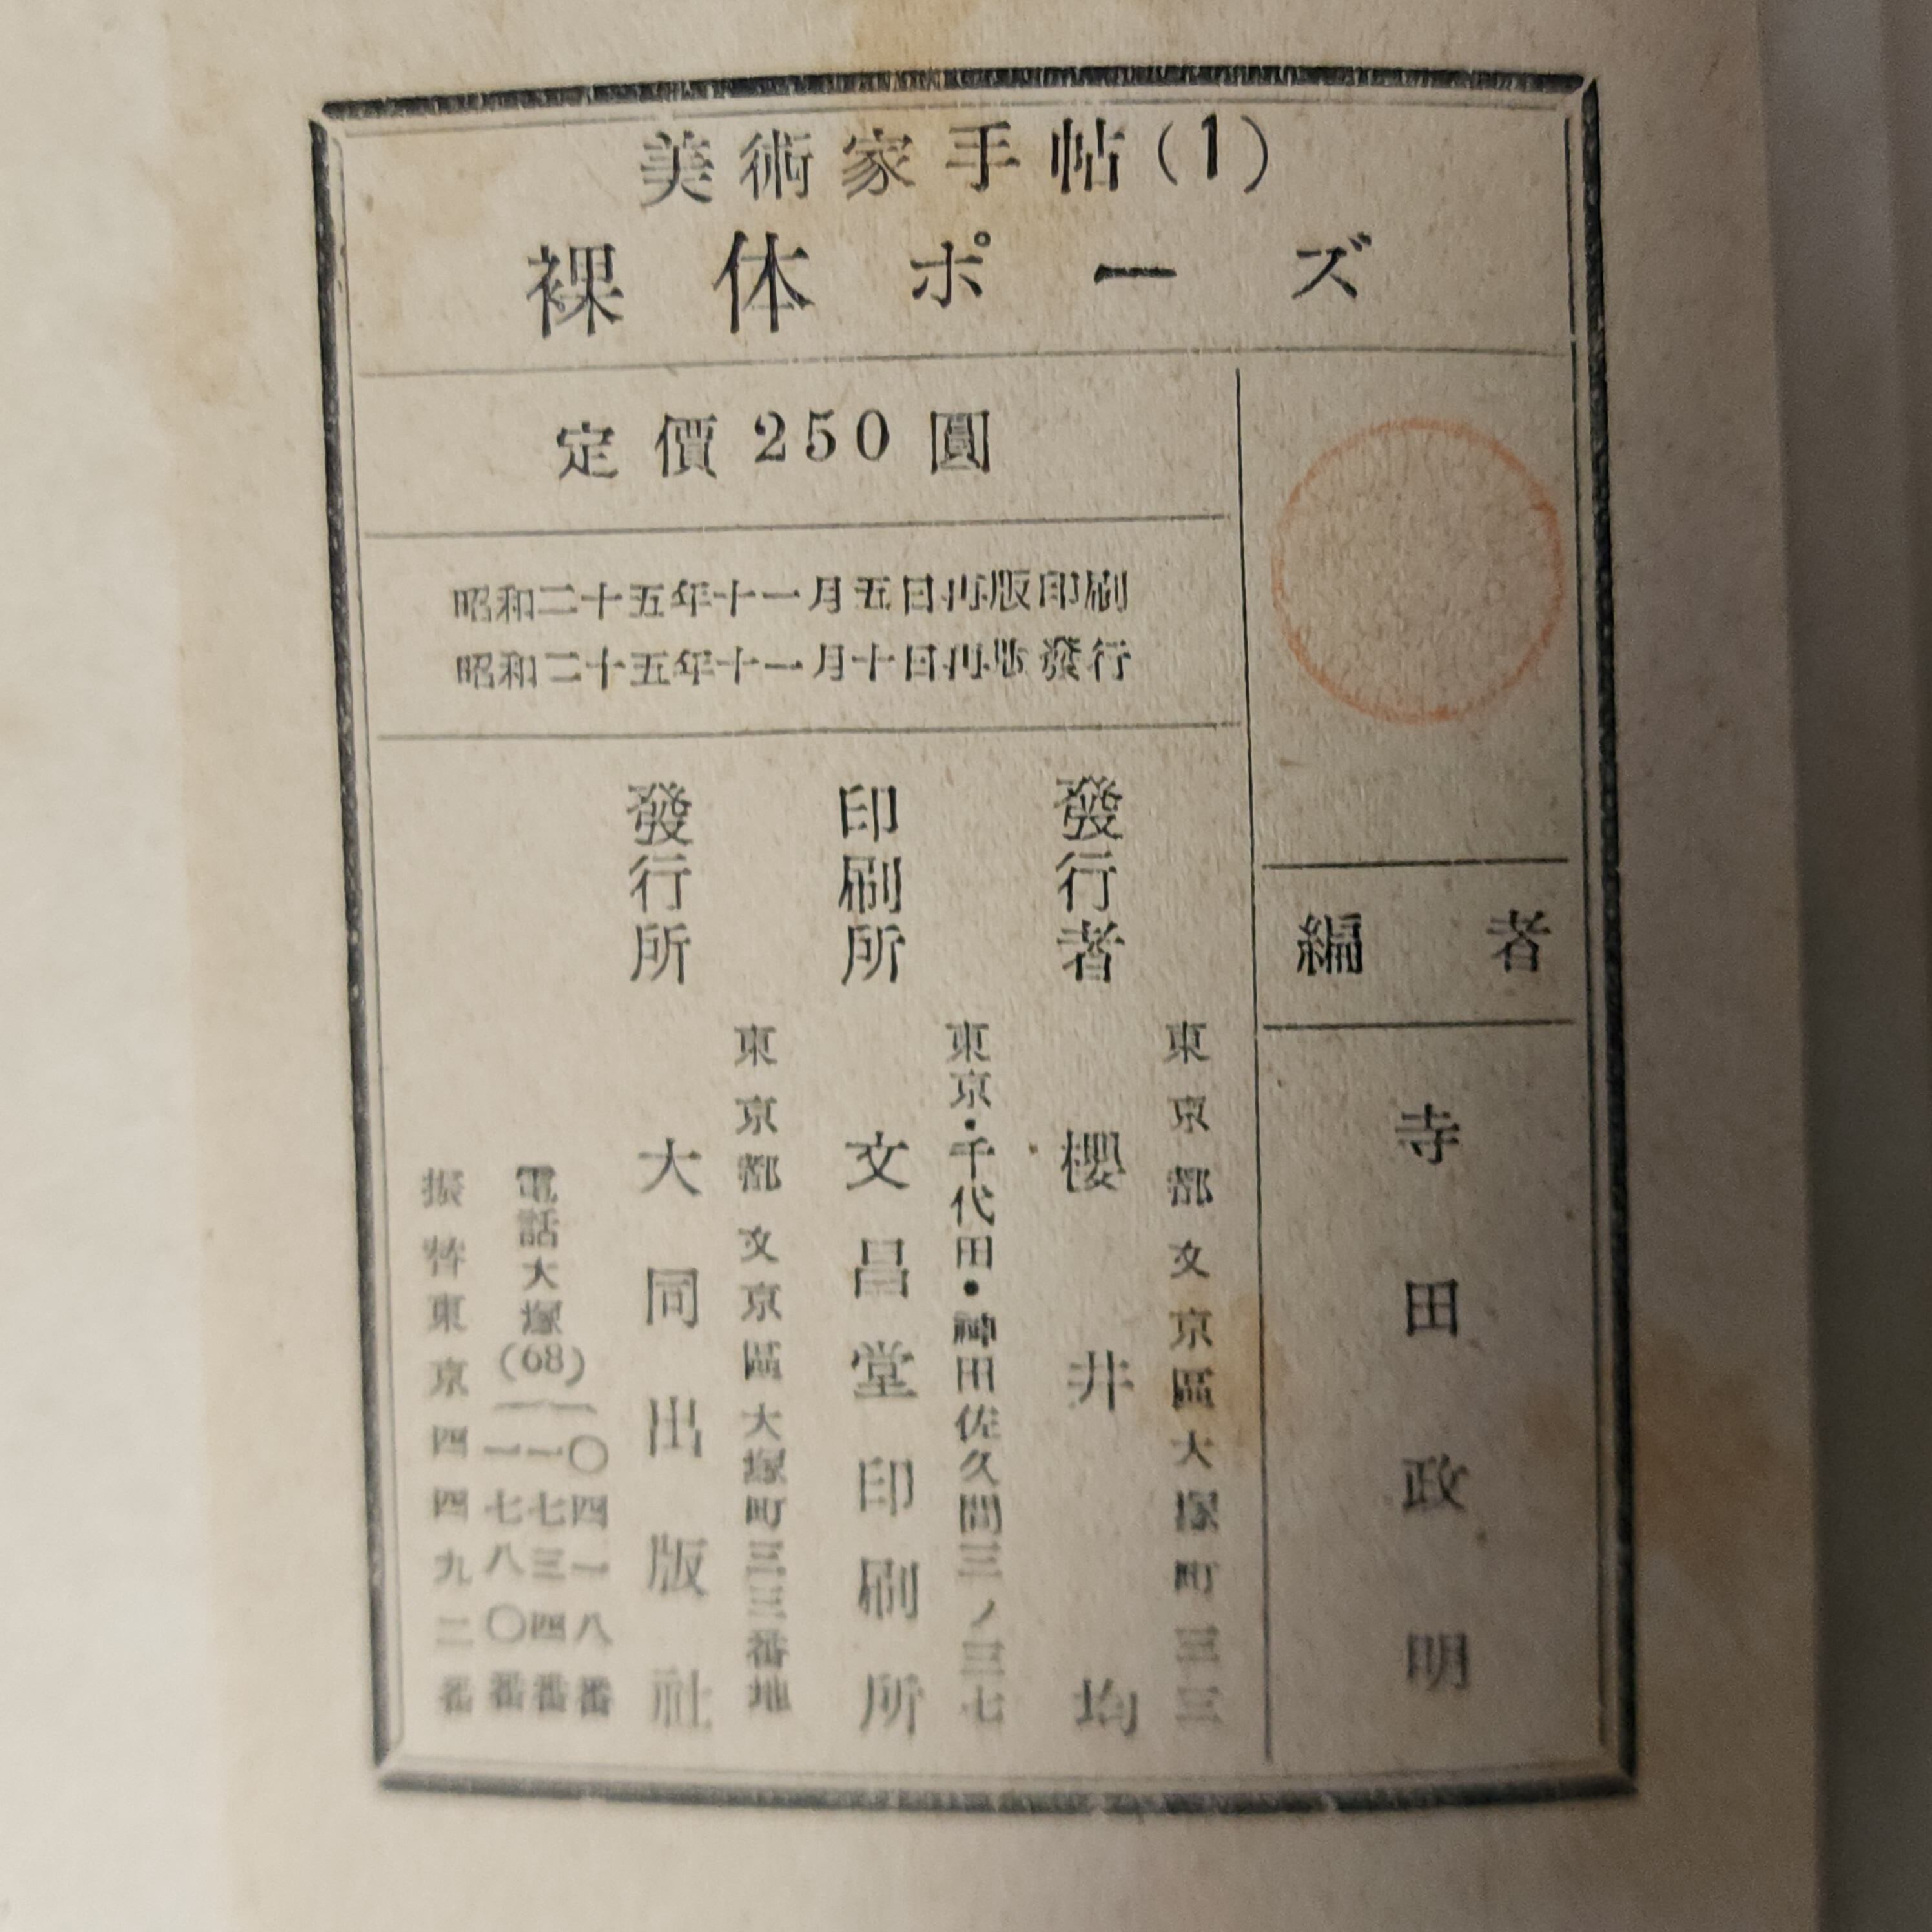 美術家手帖(1)
裸体ポーズ
定價250圓
昭和二十五年十一月五日再版印刷
昭和二十五年十一月十日再版發行
編者
寺田政明
發行者
東京都文京區大塚町三三
櫻井均
印刷所
東京・千代田・神田佐久間三ノ三七
文昌堂印刷所
發行所
東京都文京區大塚町三三番地
大同出版社
電話大塚(68)
〇四一八番
一七三四番
一七八〇番
振替東京四四九二番